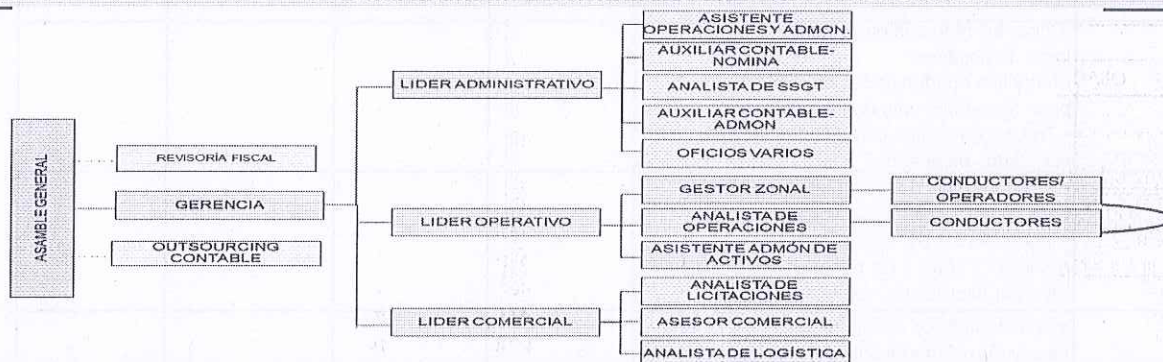 ASAMBLE GENERAL
REVISORÍA FISCAL
GERENCIA
OUTSOURCING
CONTABLE
LIDER ADMINISTRATIVO
ASISTENTE
OPERACIONES Y ADMON.
AUXILIAR CONTABLE-
NOMINA
ANALISTA DE SSGT
AUXILIAR CONTABLE-
ADMON
OFICIOS VARIOS
LIDER OPERATIVO
GESTOR ZONAL
CONDUCTORES/
OPERADORES
ANALISTA DE
OPERACIONES
CONDUCTORES
ASISTENTE ADMÓN DE
ACTIVOS
LIDER COMERCIAL
ANALISTA DE
LICITACIONES
ASESOR COMERCIAL
ANALISTA DE LOGÍSTICA